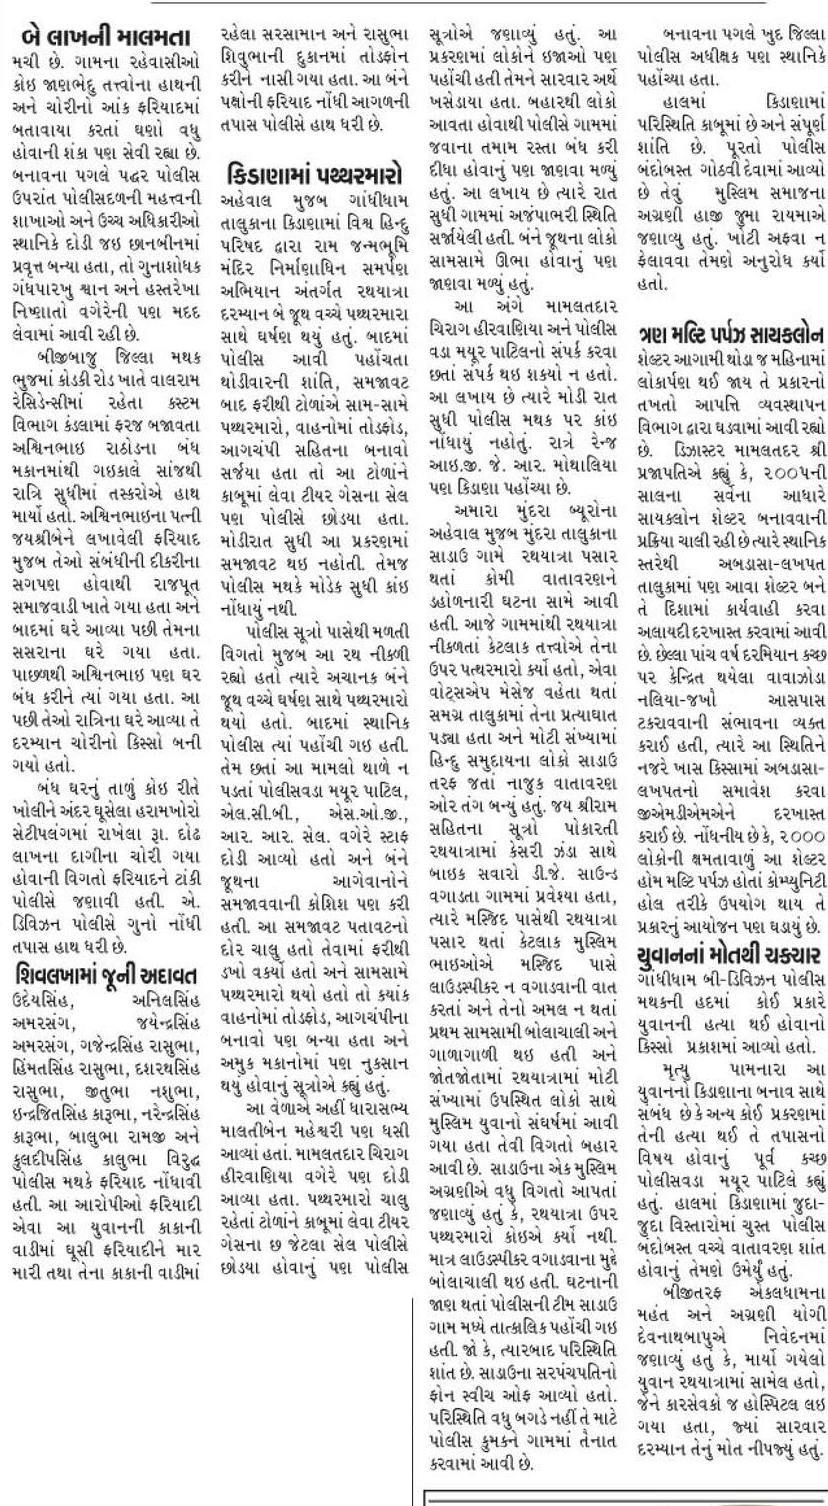 બે લાખની માલમતા
મચી છે. ગામના રહેવાસીઓ
કોઇ જાણભેદુ તત્ત્વોના હાથની
અને ચોરીનો આંક ફરિયાદમાં
બતાવાયા કરતાં ઘણો વધુ
હોવાની શંકા પણ સેવી રહ્યા છે.
બનાવના પગલે પદ્ધર પોલીસ
ઉપરાંત પોલીસદળની મહત્ત્વની
શાખાઓ અને ઉચ્ચ અધિકારીઓ
સ્થાનિકે દોડી જઇ છાનબીનમાં
પ્રવૃત્ત બન્યા હતા, તો ગુનાશોધક
ગંધપારખુ શ્વાન અને હસ્તરેખા
નિષ્ણાતો વગેરેની પણ મદદ
લેવામાં આવી રહી છે.
બીજીબાજુ જિલ્લા મથક
ભુજમાં કોડકી રોડ ખાતે વાલરામ
રેસિડેન્સીમાં રહેતા કસ્ટમ
વિભાગ કંડલામાં ફરજ બજાવતા
અશ્વિનભાઇ રાઠોડના બંધ
મકાનમાંથી ગઇકાલે સાંજથી
રાત્રિ સુધીમાં તસ્કરોએ હાથ
માર્યો હતો. અશ્વિનભાઇના પત્ની
જયશ્રીબેને લખાવેલી ફરિયાદ
મુજબ તેઓ સંબંધીની દીકરીના
સગપણ હોવાથી રાજપૂત
સમાજવાડી ખાતે ગયા હતા અને
બાદમાં ઘરે આવ્યા પછી તેમના
સસરાના ઘરે ગયા હતા.
પાછળથી અશ્વિનભાઇ પણ ઘર
બંધ કરીને ત્યાં ગયા હતા. આ
પછી તેઓ રાત્રિના ઘરે આવ્યા તે
દરમ્યાન ચોરીનો કિસ્સો બની
ગયો હતો.
બંધ ઘરનું તાળું કોઇ રીતે
ખોલીને અંદર ઘૂસેલા હરામખોરો
સેટીપલંગમાં રાખેલા રૂા. દોઢ
લાખના દાગીના ચોરી ગયા
હોવાની વિગતો ફરિયાદને ટાંકી
પોલીસે જણાવી હતી. એ.
ડિવિઝન પોલીસે ગુનો નોંધી
તપાસ હાથ ધરી છે.
શિવલખામાં જૂની અદાવત
ઉદેયસિંહ, અનિલસિંહ
અમરસંગ, જયેન્દ્રસિંહ
અમરસંગ, ગજેન્દ્રસિંહ રાસુભા,
હિંમતસિંહ રાસુભા, દશરથસિંહ
રાસુભા, જીતુભા નશુભા,
ઇન્દ્રજિતસિંહ કારૂભા, નરેન્દ્રસિંહ
કારૂભા, બાલુભા રામજી અને
કુલદીપસિંહ કાલુભા વિરુદ્ધ
પોલીસ મથકે ફરિયાદ નોંધાવી
હતી. આ આરોપીઓ ફરિયાદી
એવા આ યુવાનની કાકાની
વાડીમાં ઘૂસી ફરિયાદીને માર
મારી તથા તેના કાકાની વાડીમાં
રહેલા સરસામાન અને રાસુભા
શિવુભાની દુકાનમાં તોડફોન
કરીને નાસી ગયા હતા. આ બંને
પક્ષોની ફરિયાદ નોંધી આગળની
તપાસ પોલીસે હાથ ધરી છે.
કિડાણામાં પથ્થરમારો
અહેવાલ મુજબ ગાંધીધામ
તાલુકાના કિડાણામાં વિશ્વ હિન્દુ
પરિષદ દ્વારા રામ જન્મભૂમિ
મંદિર નિર્માણાધિન સમર્પણ
અભિયાન અંતર્ગત રથયાત્રા
દરમ્યાન બે જૂથ વચ્ચે પથ્થરમારા
સાથે ઘર્ષણ થયું હતું. બાદમાં
પોલીસ આવી પહોંચતા
થોડીવારની શાંતિ, સમજાવટ
બાદ ફરીથી ટોળાંએ સામ-સામે
પથ્થરમારો, વાહનોમાં તોડફોડ,
આગચંપી સહિતના બનાવો
સર્જયા હતા તો આ ટોળાંને
કાબૂમાં લેવા ટીયર ગેસના સેલ
પણ પોલીસે છોડયા હતા.
મોડીરાત સુધી આ પ્રકરણમાં
સમજાવટ થઇ નહોતી. તેમજ
પોલીસ મથકે મોડેક સુધી કાંઇ
નોંધાયું નથી.
પોલીસ સૂત્રો પાસેથી મળતી
વિગતો મુજબ આ રથ નીકળી
રહ્યો હતો ત્યારે અચાનક બંને
જૂથ વચ્ચે ઘર્ષણ સાથે પથ્થરમારો
થયો હતો. બાદમાં સ્થાનિક
પોલીસ ત્યાં પહોંચી ગઇ હતી.
તેમ છતાં આ મામલો થાળે ન
પડતાં પોલીસવડા મયૂર પાટિલ,
એલ.સી.બી., એસ.ઓ.જી.,
આર. આર. સેલ. વગેરે સ્ટાફ
દોડી આવ્યો હતો અને બંને
જૂથના આગેવાનોને
સમજાવવાની કોશિશ પણ કરી
હતી. આ સમજાવટ પતાવટનો
દોર ચાલુ હતો તેવામાં ફરીથી
ડખો વકર્યો હતો અને સામસામે
પથ્થરમારો થયો હતો તો કયાંક
વાહનોમાં તોડફોડ, આગચંપીના
બનાવો પણ બન્યા હતા અને
અમુક મકાનોમાં પણ નુકસાન
થયું હોવાનું સૂત્રોએ કહ્યું હતું.
આ વેળાએ અહીં ધારાસભ્ય
માલતીબેન મહેશ્વરી પણ ધસી
આવ્યાં હતાં. મામલતદાર ચિરાગ
હીરવાણિયા વગેરે પણ દોડી
આવ્યા હતા. પથ્થરમારો ચાલુ
રહેતાં ટોળાંને કાબૂમાં લેવા ટીયર
ગેસના છ જેટલા સેલ પોલીસે
છોડયા હોવાનું પણ પોલીસ
સૂત્રોએ જણાવ્યું હતું. આ
પ્રકરણમાં લોકોને ઇજાઓ પણ
પહોંચી હતી તેમને સારવાર અર્થે
ખસેડાયા હતા. બહારથી લોકો
આવતા હોવાથી પોલીસે ગામમાં
જવાના તમામ રસ્તા બંધ કરી
દીધા હોવાનું પણ જાણવા મળ્યું
હતું. આ લખાય છે ત્યારે રાત
સુધી ગામમાં અજંપાભરી સ્થિતિ
સર્જાયેલી હતી. બંને જૂથના લોકો
સામસામે ઊભા હોવાનું પણ
જાણવા મળ્યું હતું.
આ અંગે મામલતદાર
ચિરાગ હીરવાણિયા અને પોલીસ
વડા મયૂર પાટિલનો સંપર્ક કરવા
છતાં સંપર્ક થઇ શકયો ન હતો.
આ લખાય છે ત્યારે મોડી રાત
સુધી પોલીસ મથક પર કાંઇ
નોંધાયું નહોતું. રાત્રે રેન્જ
આઇ.જી. જે. આર. મોથાલિયા
પણ કિડાણા પહોંચ્યા છે.
અમારા મુંદરા બ્યૂરોના
અહેવાલ મુજબ મુંદરા તાલુકાના
સાડાઉ ગામે રથયાત્રા પસાર
થતાં કોમી વાતાવરણને
ડહોળનારી ઘટના સામે આવી
હતી. આજે ગામમાંથી રથયાત્રા
નીકળતાં કેટલાક તત્ત્વોએ તેના
ઉપર પત્થરમારો કર્યો હતો, એવા
વોટ્સએપ મેસેજ વહેતા થતાં
સમગ્ર તાલુકામાં તેના પ્રત્યાઘાત
પડ્યા હતા અને મોટી સંખ્યામાં
હિન્દુ સમુદાયના લોકો સાડાઉ
તરફ જતાં નાજુક વાતાવરણ
ઓર તંગ બન્યું હતું. જય શ્રીરામ
સહિતના સૂત્રો પોકારતી
રથયાત્રામાં કેસરી ઝંડા સાથે
બાઇક સવારો ડી.જે. સાઉન્ડ
વગાડતા ગામમાં પ્રવેશ્યા હતા,
ત્યારે મસ્જિદ પાસેથી રથયાત્રા
પસાર થતાં કેટલાક મુસ્લિમ
ભાઇઓએ મસ્જિદ પાસે
લાઉડસ્પીકર ન વગાડવાની વાત
કરતાં અને તેનો અમલ ન થતાં
પ્રથમ સામસામી બોલાચાલી અને
ગાળાગાળી થઇ હતી અને
જોતજોતામાં રથયાત્રામાં મોટી
સંખ્યામાં ઉપસ્થિત લોકો સાથે
મુસ્લિમ યુવાનો સંઘર્ષમાં આવી
ગયા હતા તેવી વિગતો બહાર
આવી છે. સાડાઉના એક મુસ્લિમ
અગ્રણીએ વધુ વિગતો આપતાં
જણાવ્યું હતું કે, રથયાત્રા ઉપર
પથ્થરમારો કોઇએ કર્યો નથી.
માત્ર લાઉડસ્પીકર વગાડવાના મુદ્દે
બોલાચાલી થઇ હતી. ઘટનાની
જાણ થતાં પોલીસની ટીમ સાડાઉ
ગામ મધ્યે તાત્કાલિક પહોંચી ગઇ
હતી. જો કે, ત્યારબાદ પરિસ્થિતિ
શાંત છે. સાડાઉના સરપંચપતિનો
ફોન સ્વીચ ઓફ આવ્યો હતો.
પરિસ્થિતિ વધુ બગડે નહીં તે માટે
પોલીસ કુમકને ગામમાં તૈનાત
કરવામાં આવી છે.
બનાવના પગલે ખુદ જિલ્લા
પોલીસ અધીક્ષક પણ સ્થાનિકે
પહોંચ્યા હતા.
હાલમાં કિડાણામાં
પરિસ્થિતિ કાબૂમાં છે અને સંપૂર્ણ
શાંતિ છે. પૂરતો પોલીસ
બંદોબસ્ત ગોઠવી દેવામાં આવ્યો
છે તેવું મુસ્લિમ સમાજના
અગ્રણી હાજી જુમા રાયમાએ
જણાવ્યુ હતું. ખોટી અફવા ન
ફેલાવવા તેમણે અનુરોધ કર્યો
હતો.
ત્રણ મલ્ટિ પર્પઝ સાયકલોન
શેલ્ટર આગામી થોડા જ મહિનામાં
લોકાર્પણ થઈ જાય તે પ્રકારનો
તખતો આપત્તિ વ્યવસ્થાપન
વિભાગ દ્વારા ઘડવામાં આવી રહ્યો
છે. ડિઝાસ્ટર મામલતદર શ્રી
પ્રજાપતિએ કહ્યું કે, ૨૦૦૫ની
સાલના સર્વેના આધારે
સાયકલોન શેલ્ટર બનાવવાની
પ્રક્રિયા ચાલી રહી છે ત્યારે સ્થાનિક
સ્તરેથી અબડાસા-લખપત
તાલુકામાં પણ આવા શેલ્ટર બને
તે દિશામાં કાર્યવાહી કરવા
અલાયદી દરખાસ્ત કરવામાં આવી
છે. છેલ્લા પાંચ વર્ષ દરમિયાન કચ્છ
પર કેન્દ્રિત થયેલા વાવાઝોડા
નલિયા-જખૌ આસપાસ
ટકરાવવાની સંભાવના વ્યક્ત
કરાઈ હતી, ત્યારે આ સ્થિતિને
નજરે ખાસ કિસ્સામાં અબડાસા-
લખપતનો સમાવેશ કરવા
જીએમડીએમએને દરખાસ્ત
કરાઈ છે. નોંધનીય છે કે, ૨૦૦૦
લોકોની ક્ષમતાવાળું આ શેલ્ટર
હોમ મલ્ટિ પર્પઝ હોતાં કોમ્યુનિટી
હોલ તરીકે ઉપયોગ થાય તે
પ્રકારનું આયોજન પણ ઘડાયું છે.
યુવાનનાં મોતથી ચકચાર
ગાંધીધામ બી-ડિવિઝન પોલીસ
મથકની હદમાં કોઈ પ્રકારે
યુવાનની હત્યા થઈ હોવાનો
કિસ્સો પ્રકાશમાં આવ્યો હતો.
મૃત્યુ પામનારા આ
યુવાનનાં કિડાણાના બનાવ સાથે
સંબંધ છે કે અન્ય કોઈ પ્રકરણમાં
તેની હત્યા થઈ તે તપાસનો
વિષય હોવાનું પૂર્વ કચ્છ
પોલીસવડા મયૂર પાટિલે કહ્યું
હતું. હાલમાં કિડાણામાં જુદા-
જુદા વિસ્તારોમાં ચુસ્ત પોલીસ
બંદોબસ્ત વચ્ચે વાતાવરણ શાંત
હોવાનું તેમણે ઉમેર્યું હતું.
બીજીતરફ એકલધામના
મહંત અને અગ્રણી યોગી
દેવનાથબાપુએ નિવેદનમાં
જણાવ્યું હતું કે, માર્યો ગયેલો
યુવાન રથયાત્રામાં સામેલ હતો,
જેને કારસેવકો જ હોસ્પિટલ લઇ
ગયા હતા, જ્યાં સારવાર
દરમ્યાન તેનું મોત નીપજ્યું હતું.